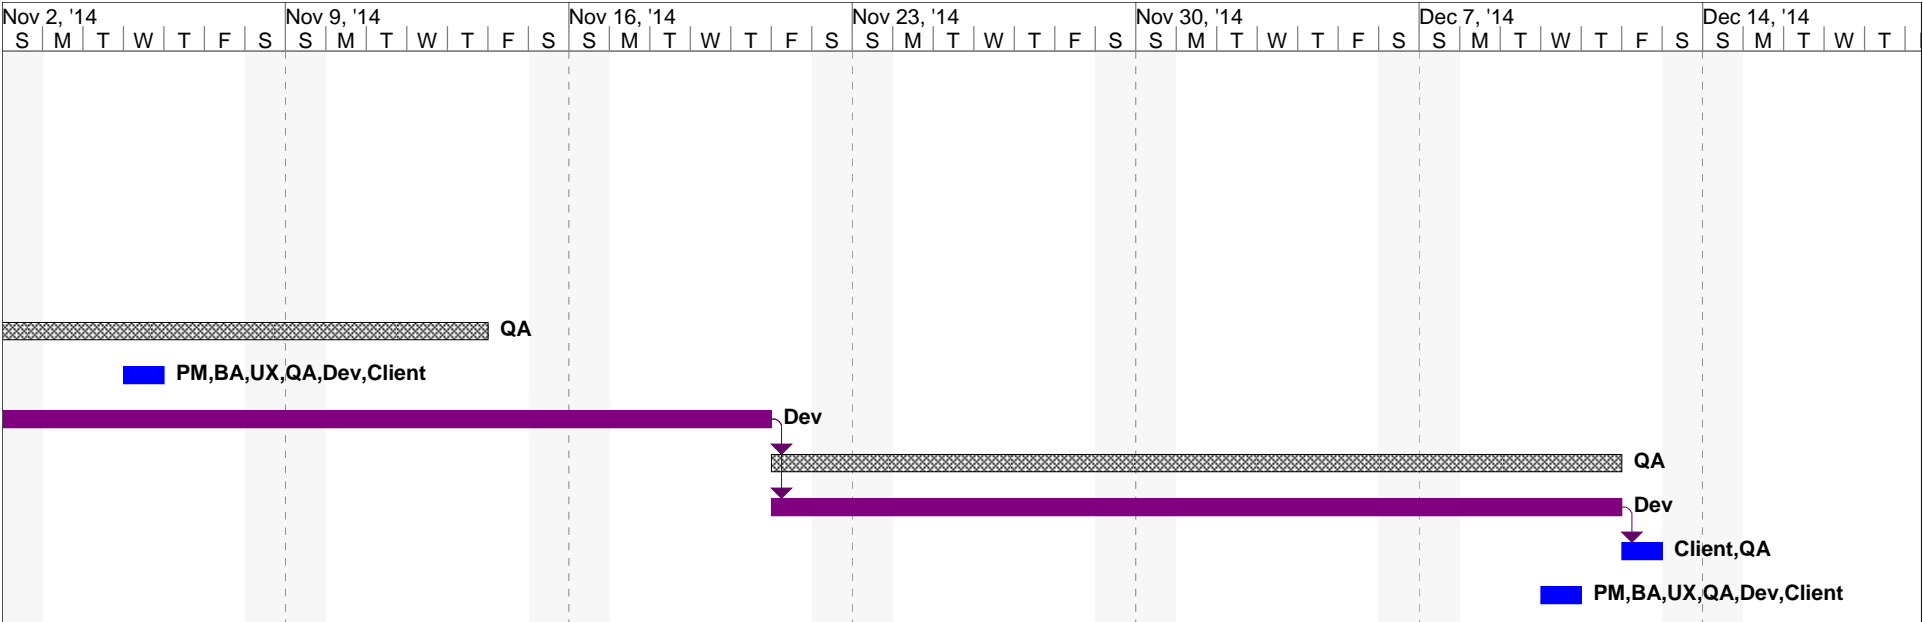 Nov 2, '14 Nov 9, '14 Nov 16, '14 Nov 23, '14 Nov 30, '14 Dec 7, '14 Dec 14, '14
S M T W T F S S M T W T F S S M T W T F S S M T W T F S S M T W T F S S M T W T F S S M T W T
QA
PM,BA,UX,QA,Dev,Client
Dev
QA
Dev
Client,QA
PM,BA,UX,QA,Dev,Client